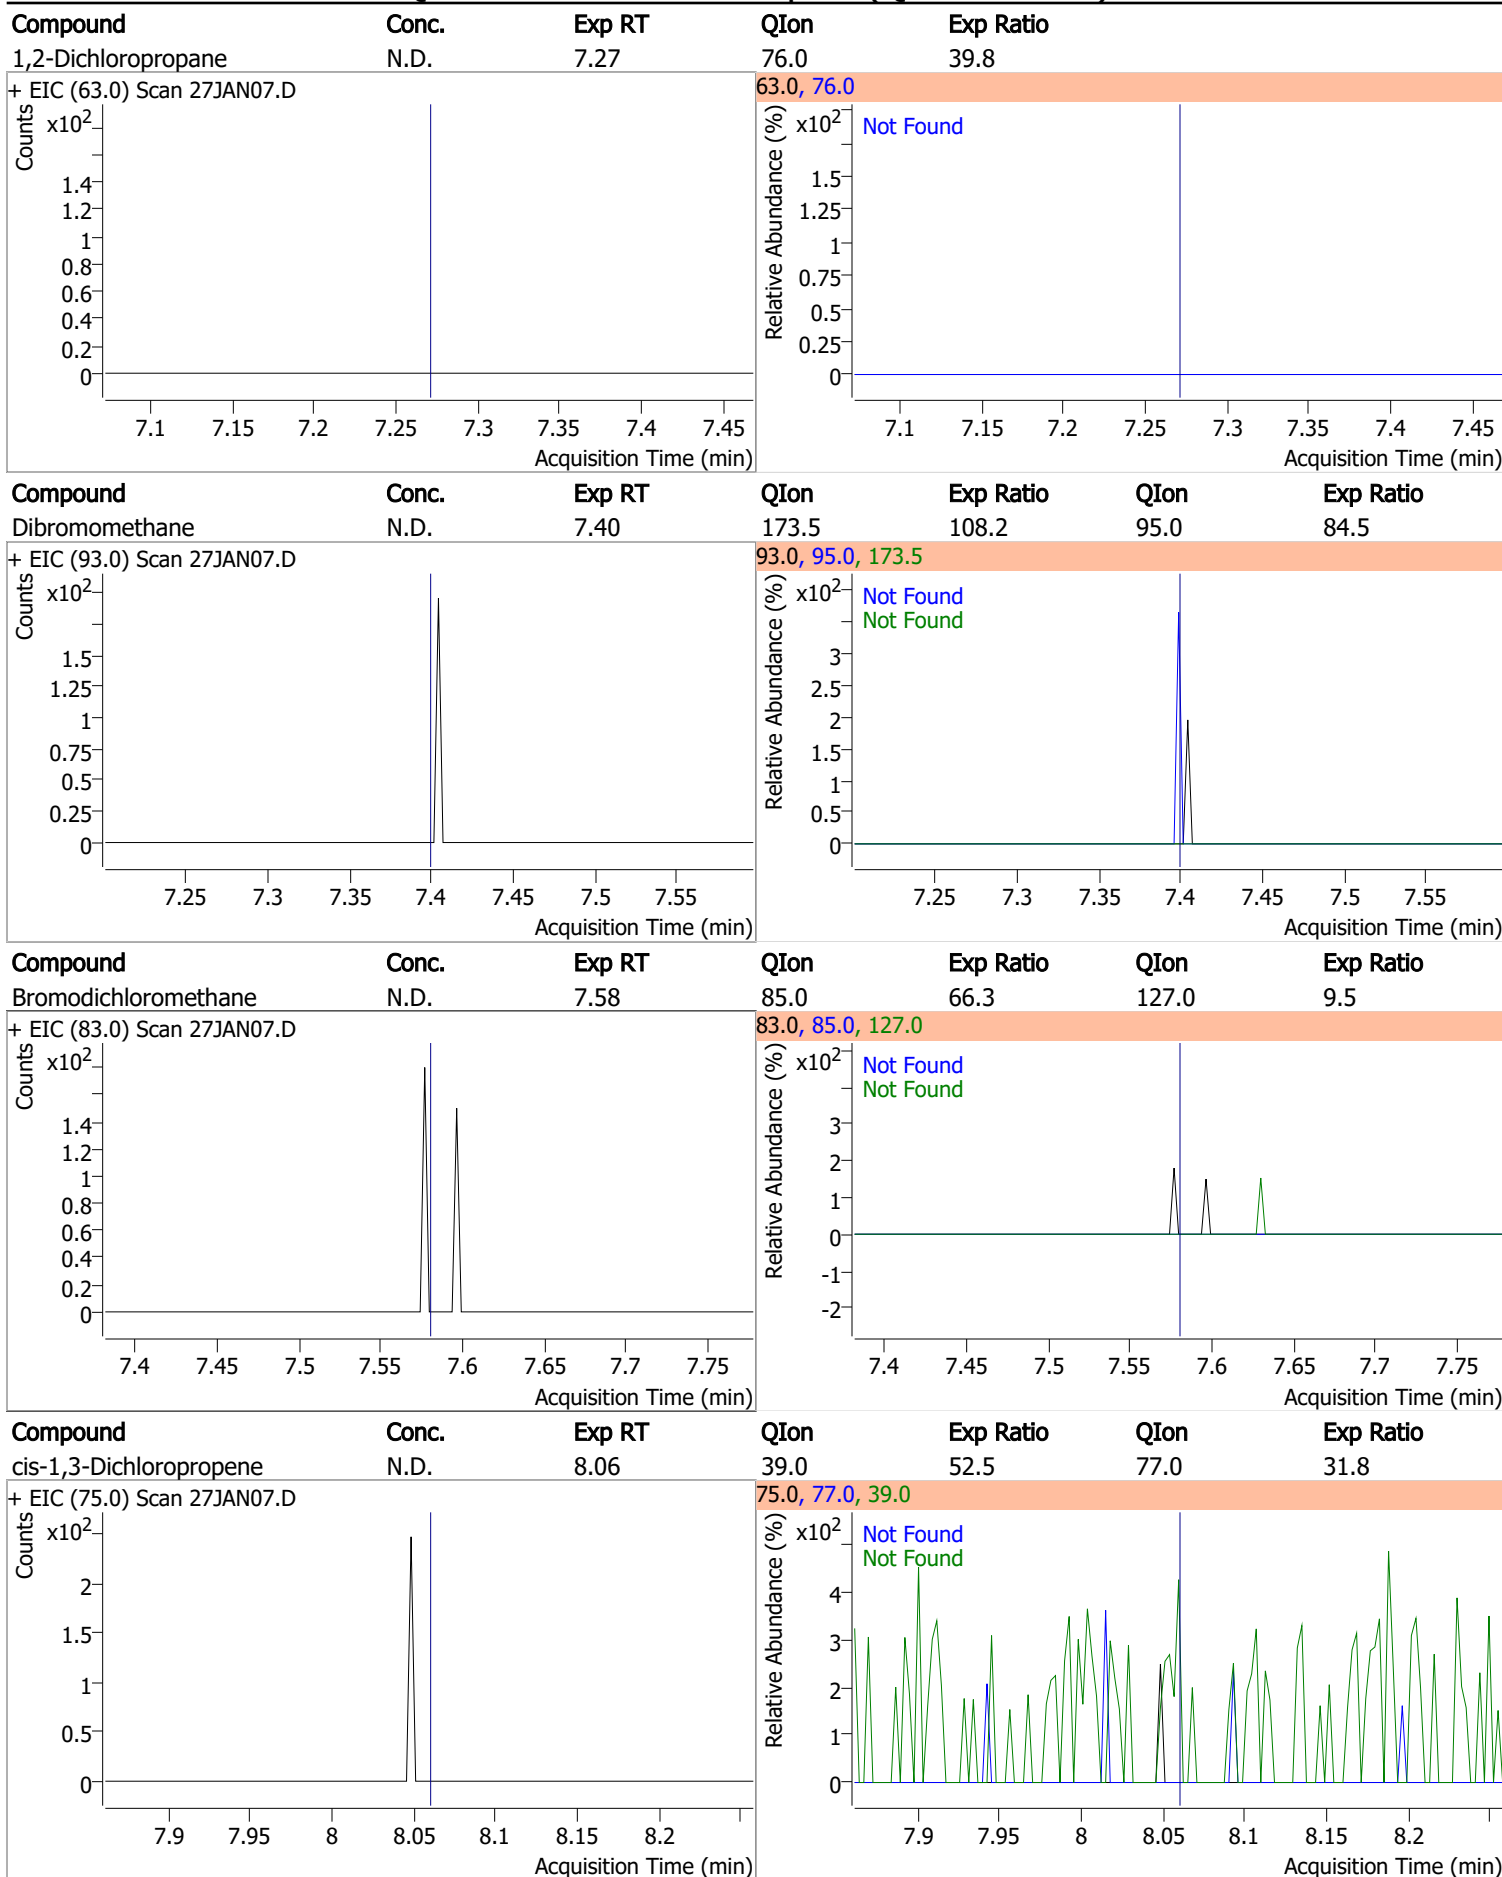 Compound Conc. Exp RT QIon Exp Ratio
1,2-Dichloropropane N.D. 7.27 76.0 39.8
+ EIC (63.0) Scan 27JAN07.D 63.0, 76.0
Counts
x10²
1.4
1.2
1
0.8
0.6
0.4
0.2
0
7.1 7.15 7.2 7.25 7.3 7.35 7.4 7.45
Acquisition Time (min)
Relative Abundance (%)
x10²
Not Found
1.5
1.25
1
0.75
0.5
0.25
0
7.1 7.15 7.2 7.25 7.3 7.35 7.4 7.45
Acquisition Time (min)
Compound Conc. Exp RT QIon Exp Ratio QIon Exp Ratio
Dibromomethane N.D. 7.40 173.5 108.2 95.0 84.5
+ EIC (93.0) Scan 27JAN07.D 93.0, 95.0, 173.5
Counts
x10²
1.5
1.25
1
0.75
0.5
0.25
0
7.25 7.3 7.35 7.4 7.45 7.5 7.55
Acquisition Time (min)
Relative Abundance (%)
x10²
Not Found
Not Found
3
2.5
2
1.5
1
0.5
0
7.25 7.3 7.35 7.4 7.45 7.5 7.55
Acquisition Time (min)
Compound Conc. Exp RT QIon Exp Ratio QIon Exp Ratio
Bromodichloromethane N.D. 7.58 85.0 66.3 127.0 9.5
+ EIC (83.0) Scan 27JAN07.D 83.0, 85.0, 127.0
Counts
x10²
1.4
1.2
1
0.8
0.6
0.4
0.2
0
7.4 7.45 7.5 7.55 7.6 7.65 7.7 7.75
Acquisition Time (min)
Relative Abundance (%)
x10²
Not Found
Not Found
3
2
1
0
-1
-2
7.4 7.45 7.5 7.55 7.6 7.65 7.7 7.75
Acquisition Time (min)
Compound Conc. Exp RT QIon Exp Ratio QIon Exp Ratio
cis-1,3-Dichloropropene N.D. 8.06 39.0 52.5 77.0 31.8
+ EIC (75.0) Scan 27JAN07.D 75.0, 77.0, 39.0
Counts
x10²
2
1.5
1
0.5
0
7.9 7.95 8 8.05 8.1 8.15 8.2
Acquisition Time (min)
Relative Abundance (%)
x10²
Not Found
Not Found
4
3
2
1
0
7.9 7.95 8 8.05 8.1 8.15 8.2
Acquisition Time (min)